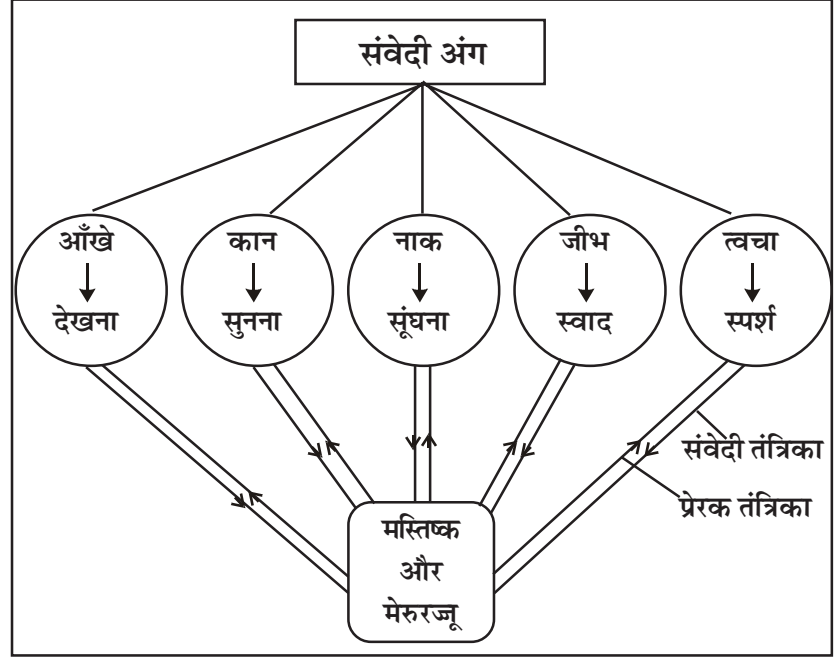 संवेदी अंग
आँखे
देखना
कान
सुनना
नाक
सूंघना
जीभ
स्वाद
त्वचा
स्पर्श
संवेदी तंत्रिका
प्रेरक तंत्रिका
मस्तिष्क
और
मेरुरज्जू